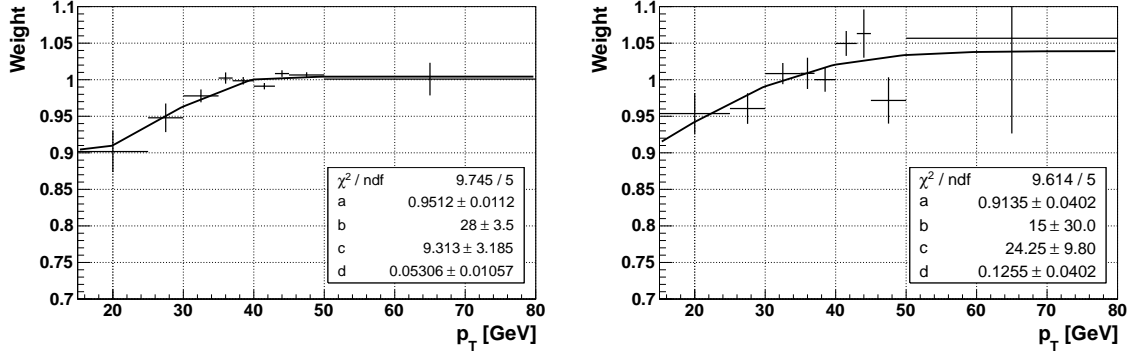 Weight
1.1
1.05
1
0.95
0.9
0.85
0.8
0.75
0.7
χ² / ndf 9.745 / 5
a 0.9512 ± 0.0112
b 28 ± 3.5
c 9.313 ± 3.185
d 0.05306 ± 0.01057
20 30 40 50 60 70 80
p_T [GeV]
Weight
1.1
1.05
1
0.95
0.9
0.85
0.8
0.75
0.7
χ² / ndf 9.614 / 5
a 0.9135 ± 0.0402
b 15 ± 30.0
c 24.25 ± 9.80
d 0.1255 ± 0.0402
20 30 40 50 60 70 80
p_T [GeV]